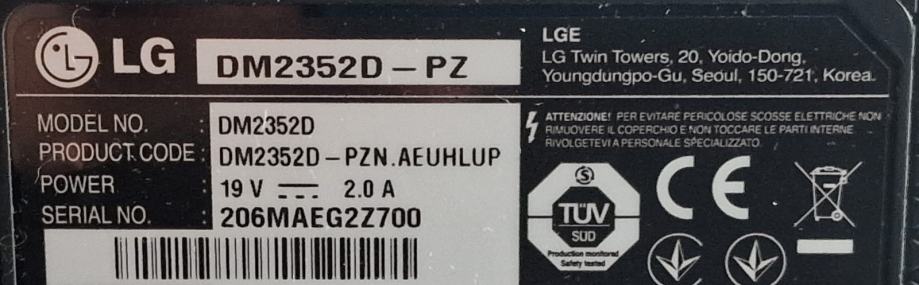 LG DM2352D – PZ
LGE
LG Twin Towers, 20, Yoido-Dong,
Youngdungpo-Gu, Seoul, 150-721, Korea.
MODEL NO. : DM2352D
PRODUCT CODE : DM2352D – PZN.AEUHLUP
POWER : 19 V ⎓ 2.0 A
SERIAL NO. : 206MAEG2Z700
ATTENZIONE! PER EVITARE PERICOLOSE SCOSSE ELETTRICHE NON
RIMUOVERE IL COPERCHIO E NON TOCCARE LE PARTI INTERNE
RIVOLGETEVI A PERSONALE SPECIALIZZATO.
S
TÜV
SÜD
Production monitored
Safety tested
CE